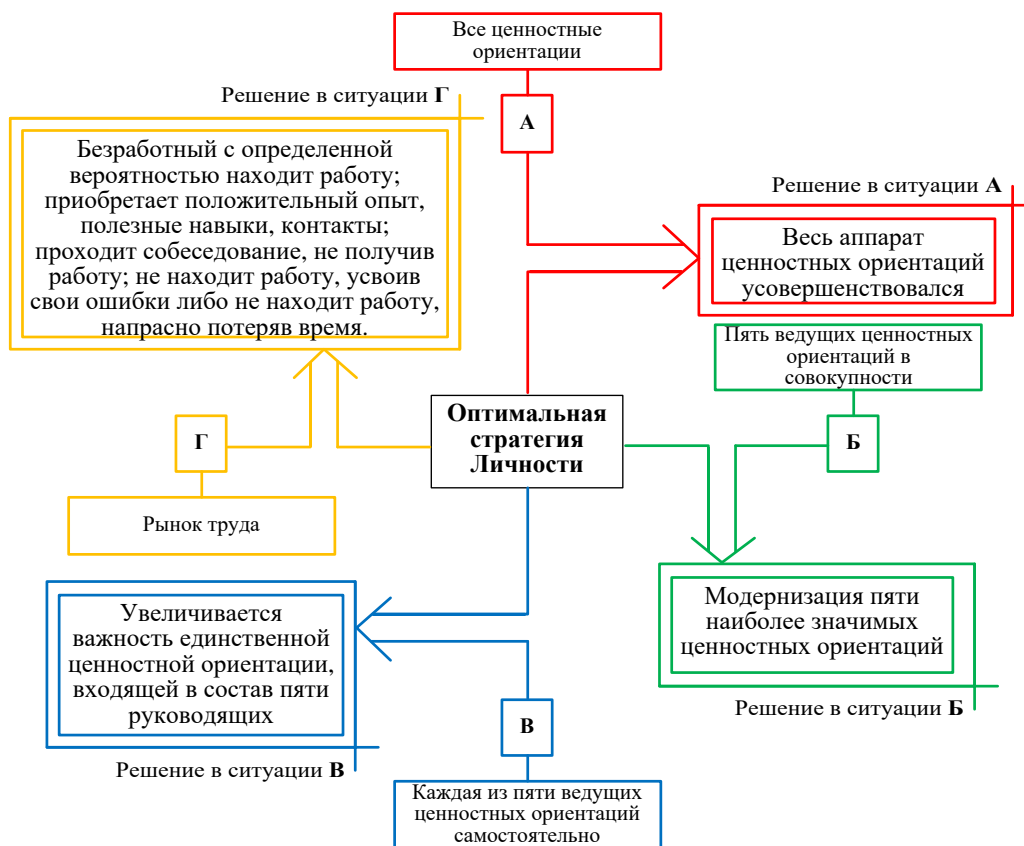 Все ценностные
ориентации
А
Решение в ситуации Г
Безработный с определенной
вероятностью находит работу;
приобретает положительный опыт,
полезные навыки, контакты;
проходит собеседование, не получив
работу; не находит работу, усвоив
свои ошибки либо не находит работу,
напрасно потеряв время.
Решение в ситуации А
Весь аппарат
ценностных ориентаций
усовершенствовался
Пять ведущих ценностных
ориентаций в
совокупности
Б
Оптимальная
стратегия
Личности
Г
Рынок труда
Увеличивается
важность единственной
ценностной ориентации,
входящей в состав пяти
руководящих
Решение в ситуации В
Модернизация пяти
наиболее значимых
ценностных ориентаций
Решение в ситуации Б
В
Каждая из пяти ведущих
ценностных ориентаций
самостоятельно